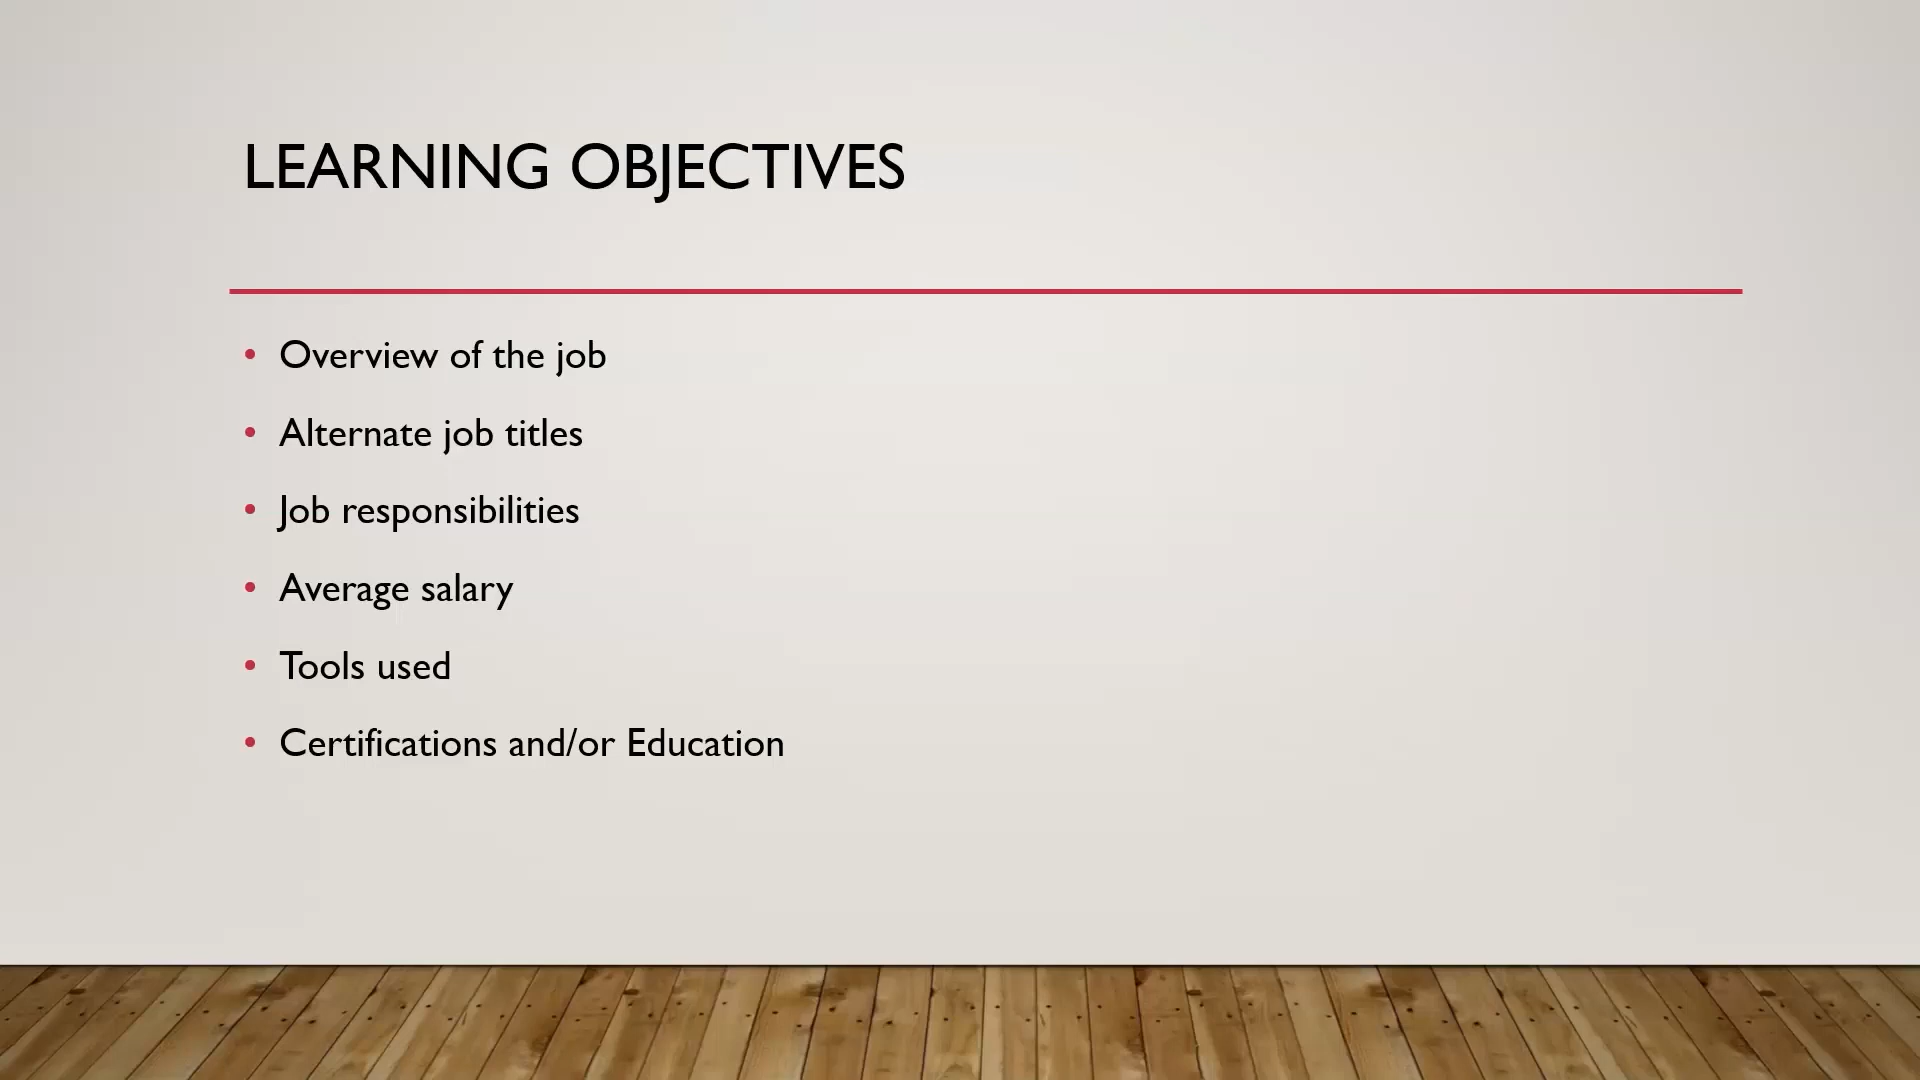 LEARNING OBJECTIVES
• Overview of the job
• Alternate job titles
• Job responsibilities
• Average salary
• Tools used
• Certifications and/or Education